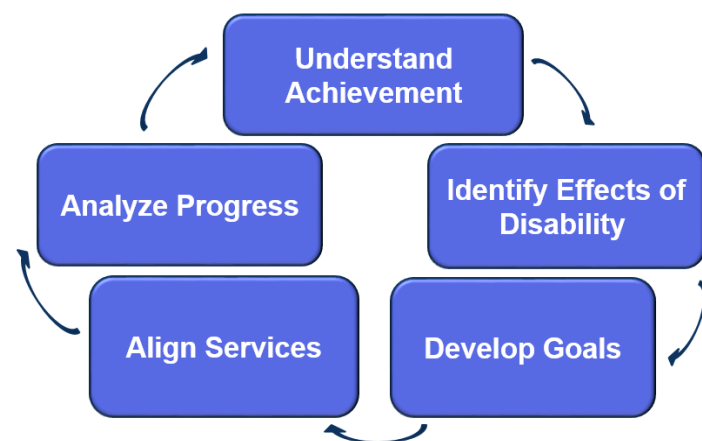 Understand
Achievement
Analyze Progress
Identify Effects of
Disability
Align Services
Develop Goals